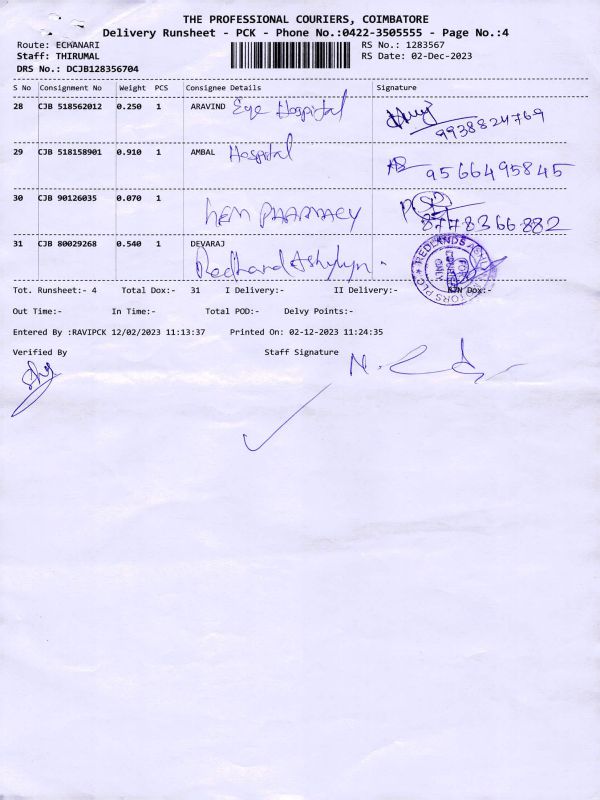 THE PROFESSIONAL COURIERS, COIMBATORE
Delivery Runsheet - PCK - Phone No.:0422-3505555 - Page No.:4
Route: ECHANARI RS No.: 1283567
Staff: THIRUMAL RS Date: 02-Dec-2023
DRS No.: DCJB128356704
S No Consignment No Weight PCS Consignee Details Signature
28 CJB 518562012 0.250 1 ARAVIND Eye Hospital 9938824769
29 CJB 518158901 0.910 1 AMBAL Hospital 9566495845
30 CJB 90126035 0.070 1 PHARMACY 8778366882
31 CJB 80029268 0.540 1 DEVARAJ
REDLANDS MOTORS PLC ONLY
Tot. Runsheet:- 4 Total Dox:- 31 I Delivery:- II Delivery:- Dox:-
Out Time:- In Time:- Total POD:- Delvy Points:-
Entered By :RAVIPCK 12/02/2023 11:13:37 Printed On: 02-12-2023 11:24:35
Verified By Staff Signature